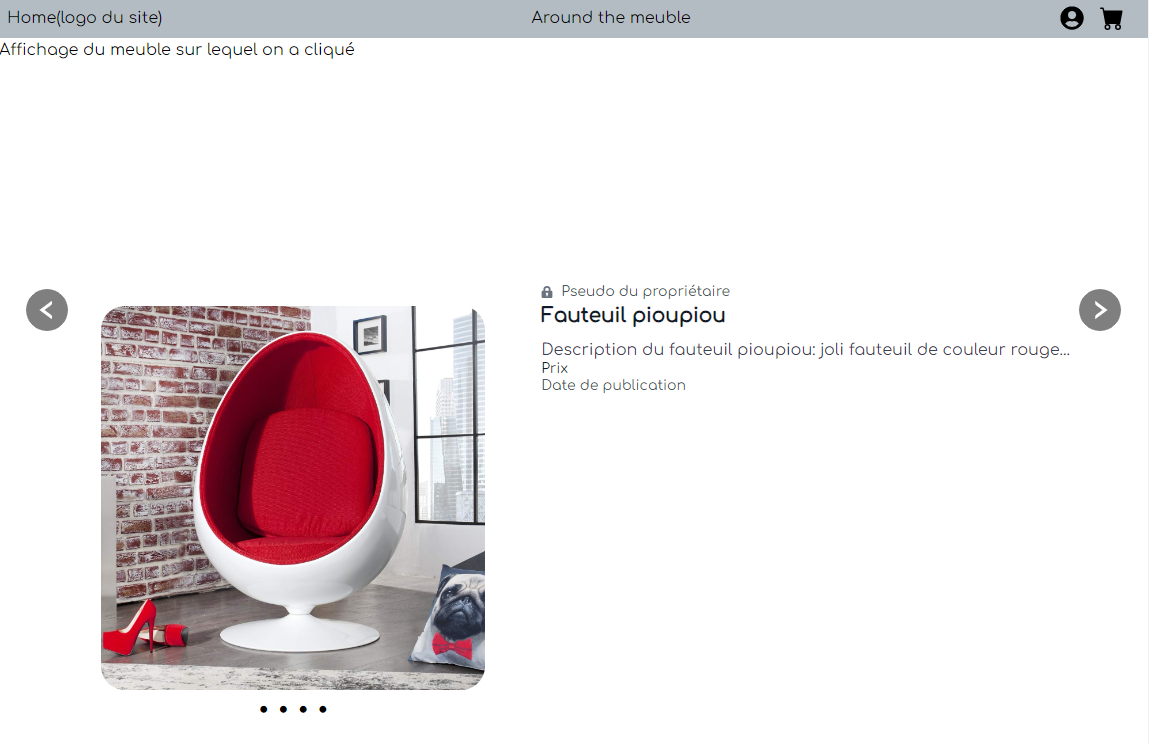 Home(logo du site)
Around the meuble
Affichage du meuble sur lequel on a cliqué
Pseudo du propriétaire
Fauteuil pioupiou
Description du fauteuil pioupiou: joli fauteuil de couleur rouge...
Prix
Date de publication